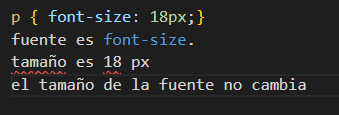 p { font-size: 18px;}
fuente es font-size.
tamaño es 18 px
el tamaño de la fuente no cambia